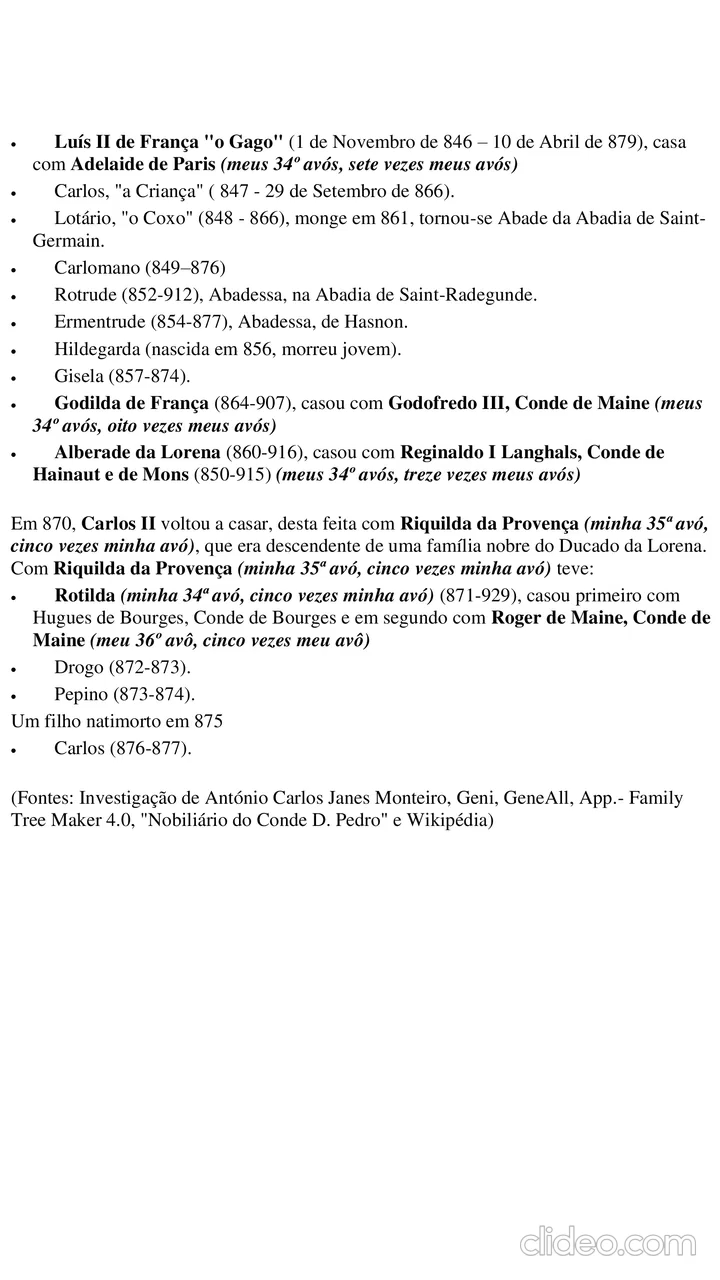 • Luís II de França "o Gago" (1 de Novembro de 846 – 10 de Abril de 879), casa
com Adelaide de Paris (meus 34º avós, sete vezes meus avós)
• Carlos, "a Criança" ( 847 - 29 de Setembro de 866).
• Lotário, "o Coxo" (848 - 866), monge em 861, tornou-se Abade da Abadia de Saint-
Germain.
• Carlomano (849–876)
• Rotrude (852-912), Abadessa, na Abadia de Saint-Radegunde.
• Ermentrude (854-877), Abadessa, de Hasnon.
• Hildegarda (nascida em 856, morreu jovem).
• Gisela (857-874).
• Godilda de França (864-907), casou com Godofredo III, Conde de Maine (meus
34º avós, oito vezes meus avós)
• Alberade da Lorena (860-916), casou com Reginaldo I Langhals, Conde de
Hainaut e de Mons (850-915) (meus 34º avós, treze vezes meus avós)
Em 870, Carlos II voltou a casar, desta feita com Riquilda da Provença (minha 35ª avó,
cinco vezes minha avó), que era descendente de uma família nobre do Ducado da Lorena.
Com Riquilda da Provença (minha 35ª avó, cinco vezes minha avó) teve:
• Rotilda (minha 34ª avó, cinco vezes minha avó) (871-929), casou primeiro com
Hugues de Bourges, Conde de Bourges e em segundo com Roger de Maine, Conde de
Maine (meu 36º avô, cinco vezes meu avô)
• Drogo (872-873).
• Pepino (873-874).
Um filho natimorto em 875
• Carlos (876-877).
(Fontes: Investigação de António Carlos Janes Monteiro, Geni, GeneAll, App.- Family
Tree Maker 4.0, "Nobiliário do Conde D. Pedro" e Wikipédia)
clideo.com